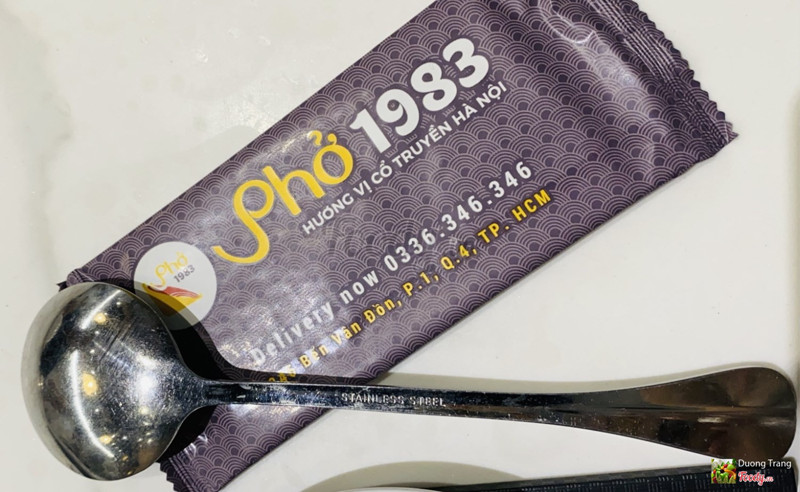 Phở 1983
HƯƠNG VỊ CỔ TRUYỀN HÀ NỘI
Phở
1983
Delivery now 0336.346.346
Bến Vân Đồn, P.1, Q.4, TP. HCM
STAINLESS STEEL
Duong Trang
Foody.vn